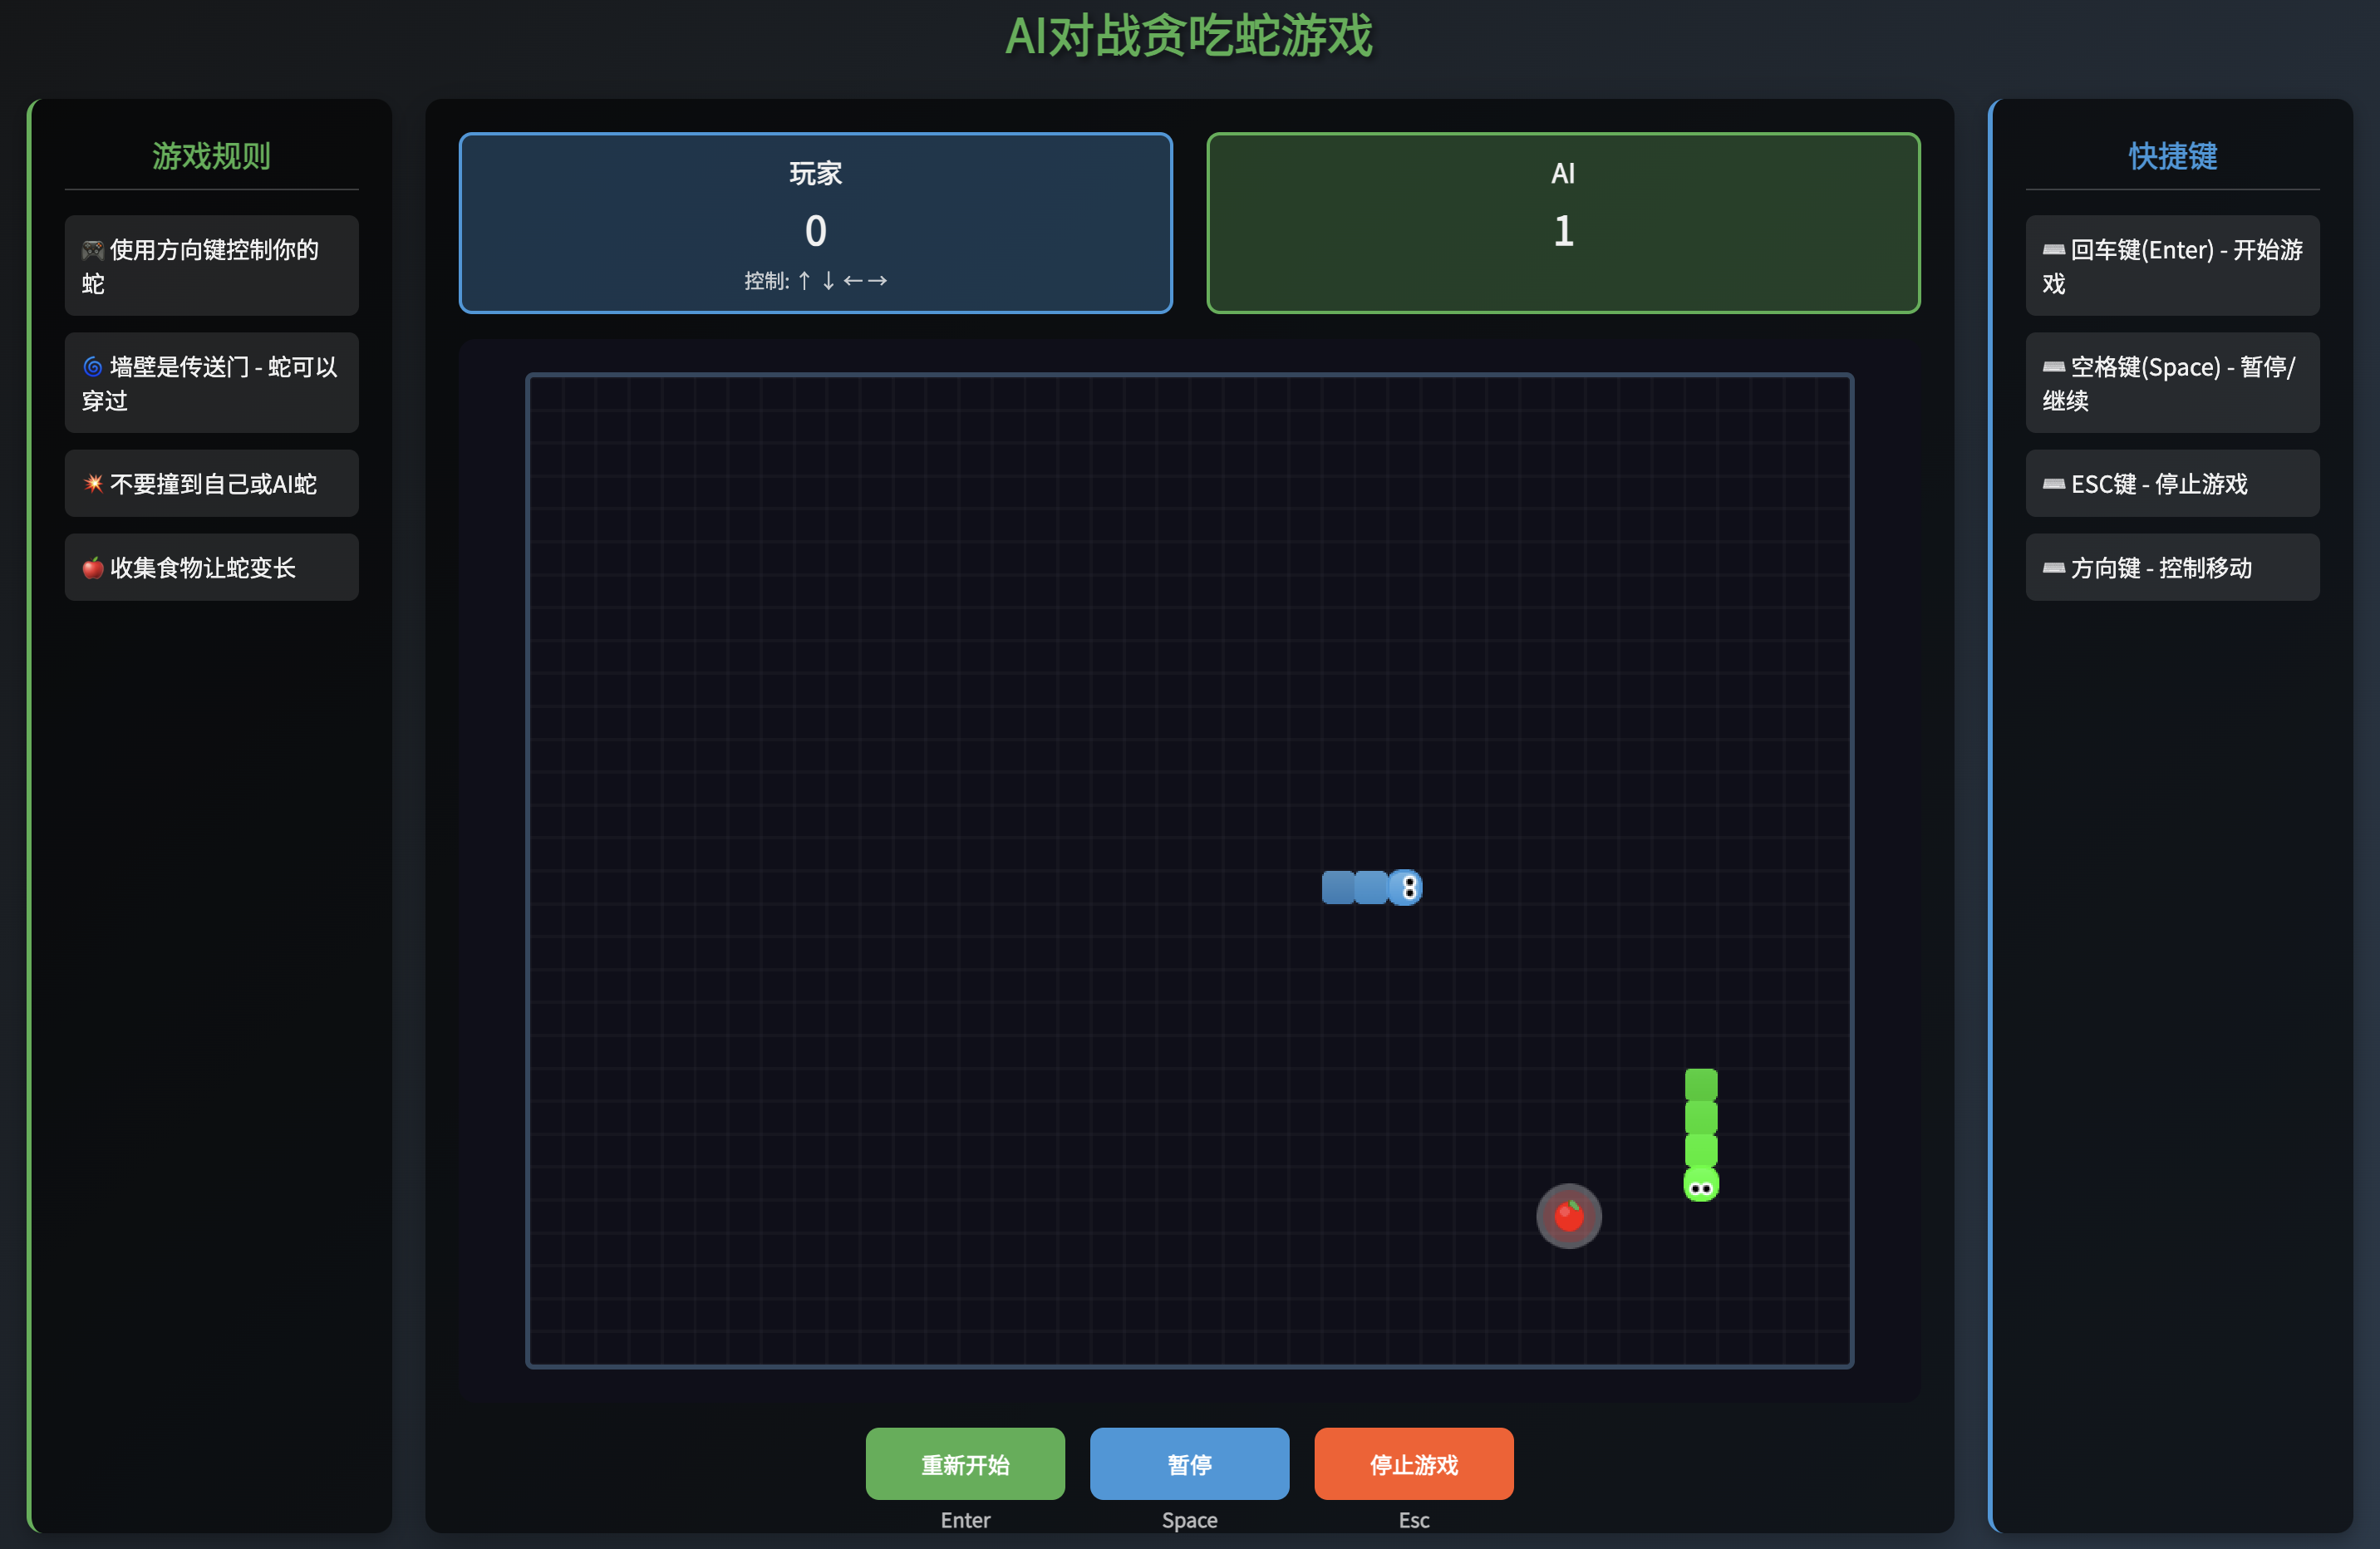 AI对战贪吃蛇游戏
游戏规则
🎮 使用方向键控制你的
蛇
🌀 墙壁是传送门 - 蛇可以
穿过
💥 不要撞到自己或AI蛇
🍎 收集食物让蛇变长
玩家
0
控制: ↑ ↓ ← →
AI
1
重新开始
Enter
暂停
Space
停止游戏
Esc
快捷键
⌨️ 回车键(Enter) - 开始游
戏
⌨️ 空格键(Space) - 暂停/
继续
⌨️ ESC键 - 停止游戏
⌨️ 方向键 - 控制移动